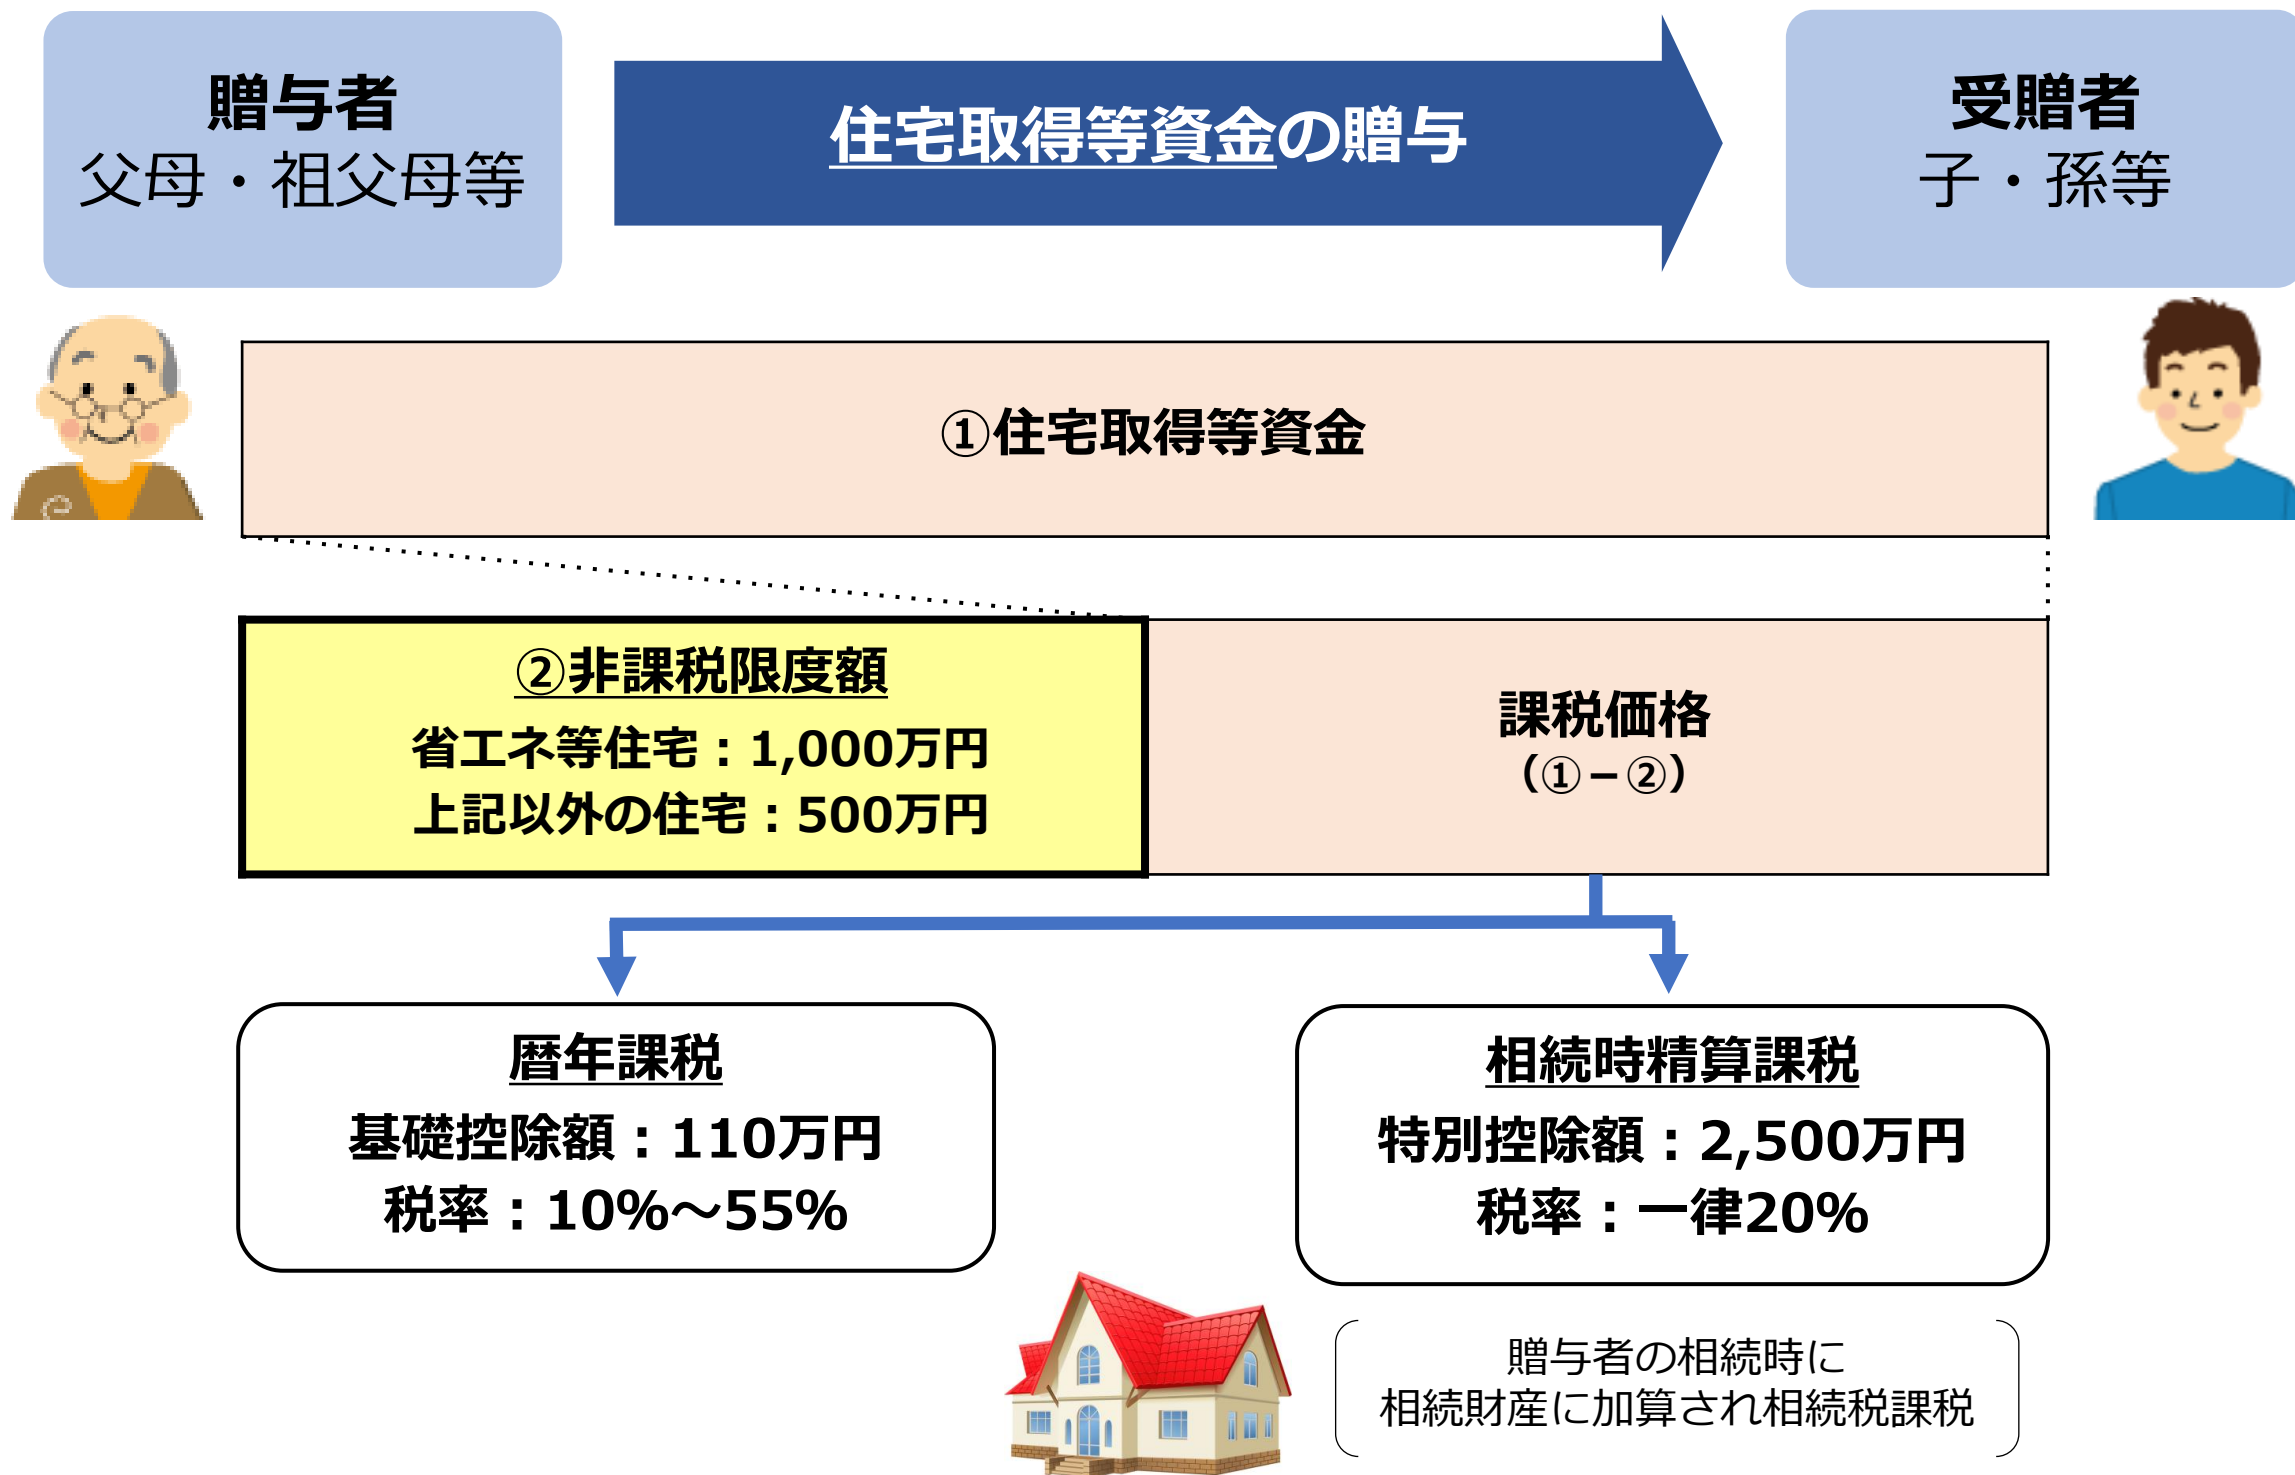 贈与者
父母・祖父母等
住宅取得等資金の贈与
受贈者
子・孫等
①住宅取得等資金
②非課税限度額
省エネ等住宅：1,000万円
上記以外の住宅：500万円
課税価格
（①－②）
暦年課税
基礎控除額：110万円
税率：10%～55%
相続時精算課税
特別控除額：2,500万円
税率：一律20%
贈与者の相続時に
相続財産に加算され相続税課税